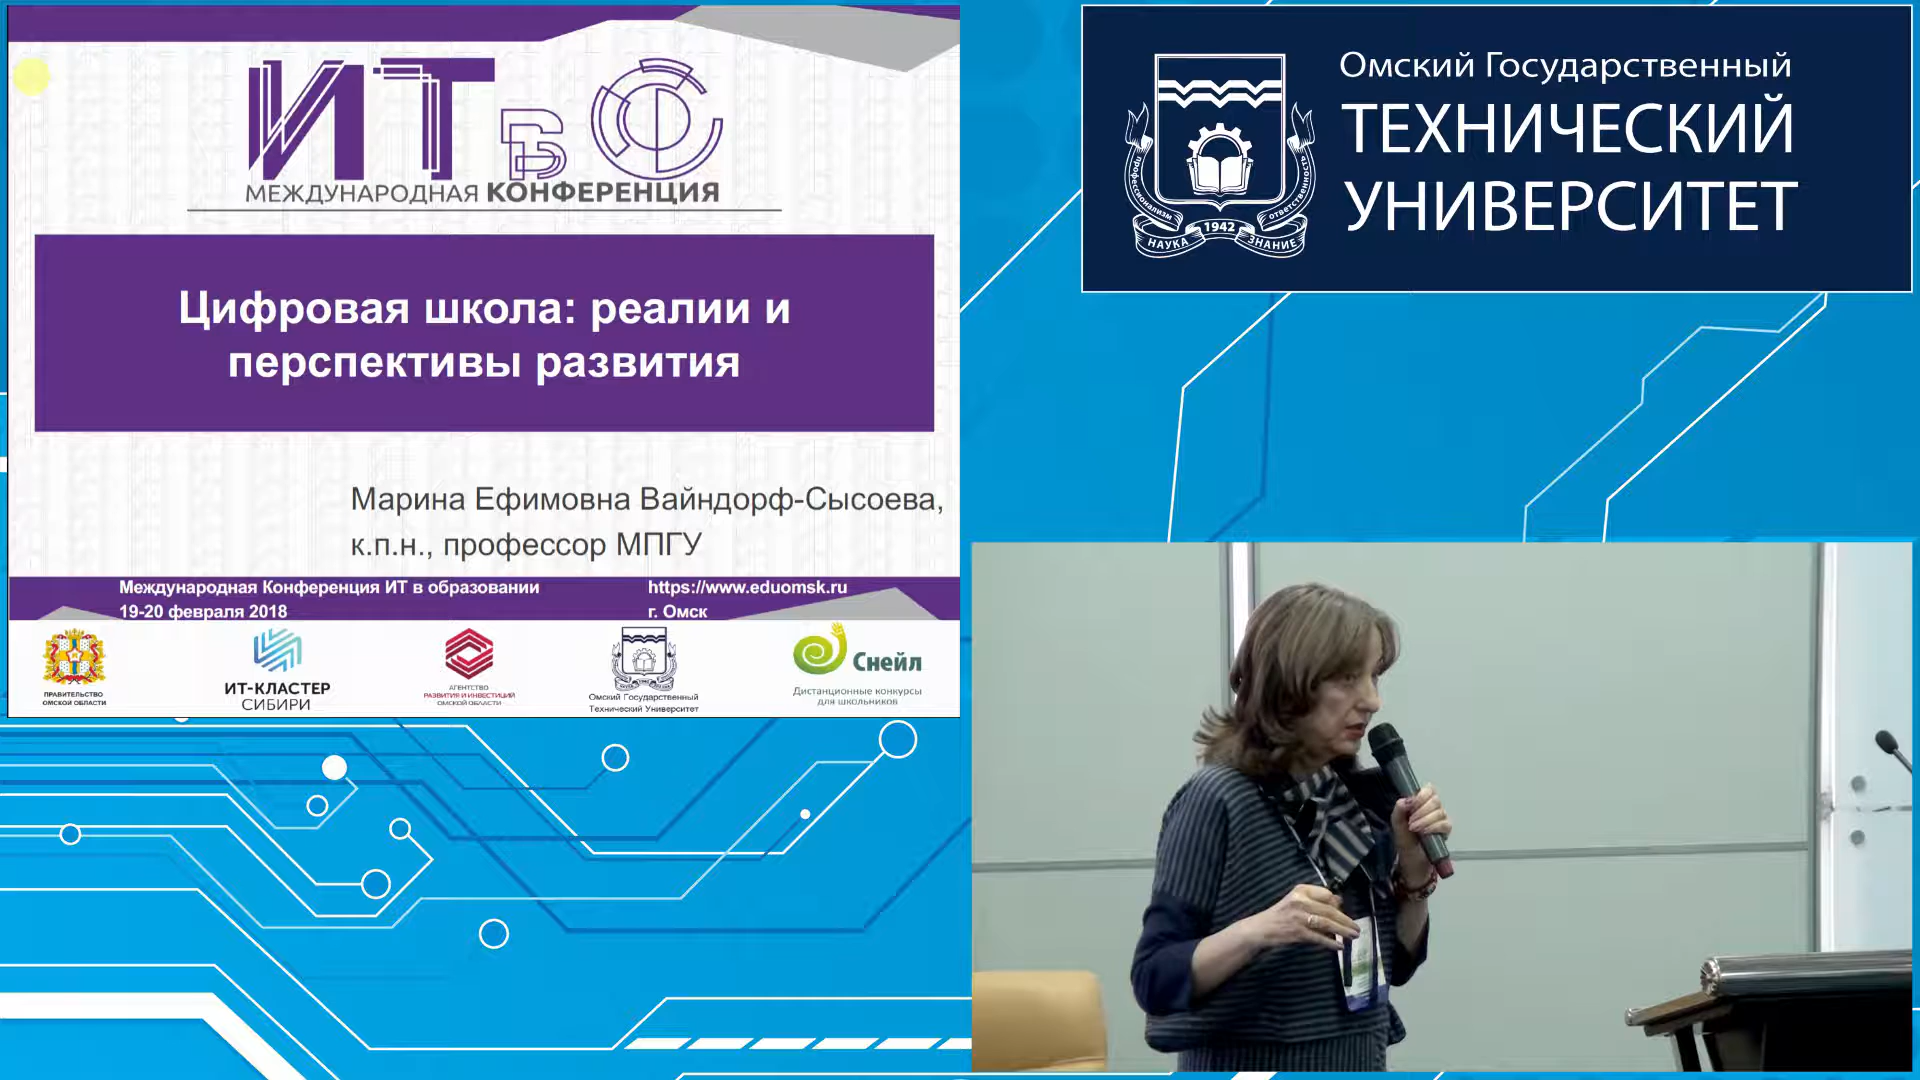 ИТ в О
МЕЖДУНАРОДНАЯ КОНФЕРЕНЦИЯ
Цифровая школа: реалии и
перспективы развития
Марина Ефимовна Вайндорф-Сысоева,
к.п.н., профессор МПГУ
Международная Конференция ИТ в образовании
19-20 февраля 2018
https://www.eduomsk.ru
г. Омск
ПРАВИТЕЛЬСТВО
ОМСКОЙ ОБЛАСТИ
ИТ-КЛАСТЕР
СИБИРИ
АГЕНТСТВО
РАЗВИТИЯ И ИНВЕСТИЦИЙ
ОМСКОЙ ОБЛАСТИ
Омский Государственный
Технический Университет
Снейл
Дистанционные конкурсы
для школьников
Омский Государственный
ТЕХНИЧЕСКИЙ
УНИВЕРСИТЕТ
профессионализм
ответственность
НАУКА
1942
ЗНАНИЕ